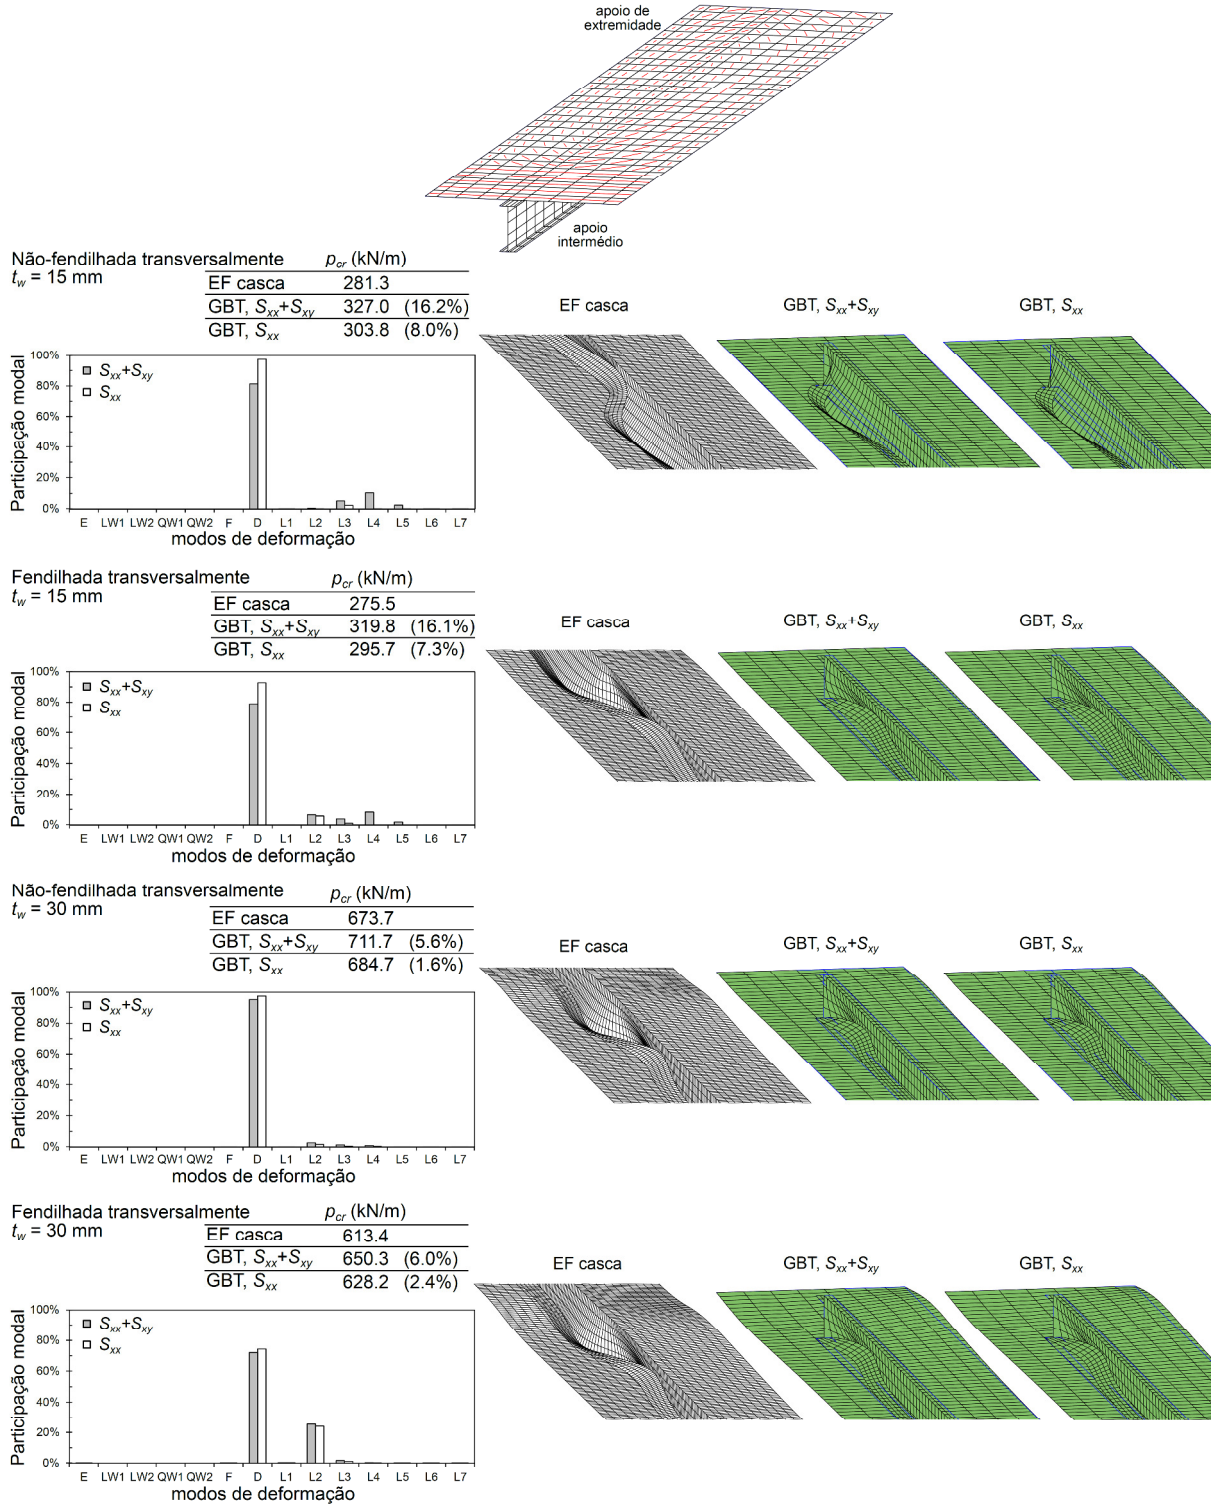 apoio de
extremidade
apoio
intermédio
Não-fendilhada transversalmente p_cr (kN/m)
t_w = 15 mm
EF casca 281.3
GBT, S_xx+S_xy 327.0 (16.2%)
GBT, S_xx 303.8 (8.0%)
EF casca GBT, S_xx+S_xy GBT, S_xx
Participação modal
100%
80%
60%
40%
20%
0%
S_xx+S_xy
S_xx
E LW1 LW2 QW1 QW2 F D L1 L2 L3 L4 L5 L6 L7
modos de deformação
Fendilhada transversalmente p_cr (kN/m)
t_w = 15 mm
EF casca 275.5
GBT, S_xx+S_xy 319.8 (16.1%)
GBT, S_xx 295.7 (7.3%)
EF casca GBT, S_xx+S_xy GBT, S_xx
Participação modal
100%
80%
60%
40%
20%
0%
S_xx+S_xy
S_xx
E LW1 LW2 QW1 QW2 F D L1 L2 L3 L4 L5 L6 L7
modos de deformação
Não-fendilhada transversalmente p_cr (kN/m)
t_w = 30 mm
EF casca 673.7
GBT, S_xx+S_xy 711.7 (5.6%)
GBT, S_xx 684.7 (1.6%)
EF casca GBT, S_xx+S_xy GBT, S_xx
Participação modal
100%
80%
60%
40%
20%
0%
S_xx+S_xy
S_xx
E LW1 LW2 QW1 QW2 F D L1 L2 L3 L4 L5 L6 L7
modos de deformação
Fendilhada transversalmente p_cr (kN/m)
t_w = 30 mm
EF casca 613.4
GBT, S_xx+S_xy 650.3 (6.0%)
GBT, S_xx 628.2 (2.4%)
EF casca GBT, S_xx+S_xy GBT, S_xx
Participação modal
100%
80%
60%
40%
20%
0%
S_xx+S_xy
S_xx
E LW1 LW2 QW1 QW2 F D L1 L2 L3 L4 L5 L6 L7
modos de deformação